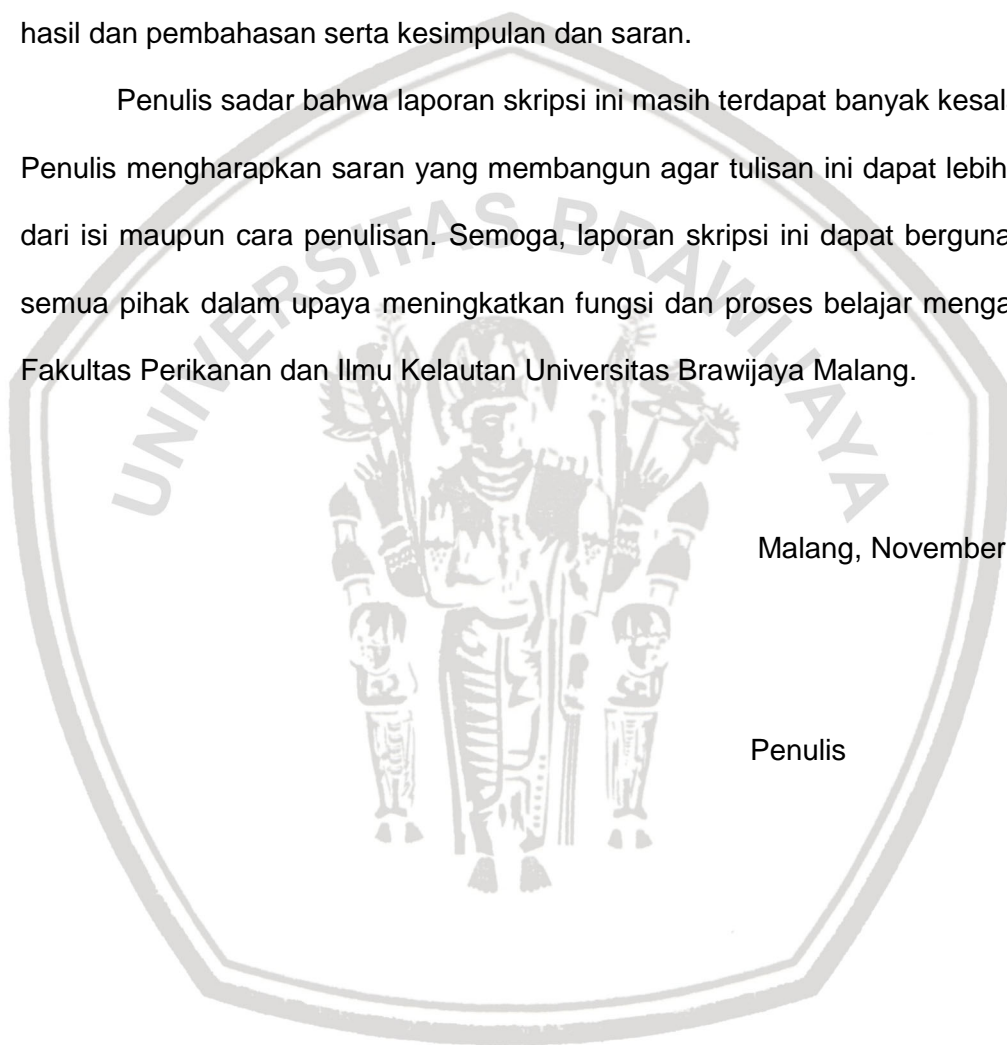 hasil dan pembahasan serta kesimpulan dan saran.
Penulis sadar bahwa laporan skripsi ini masih terdapat banyak kesal
Penulis mengharapkan saran yang membangun agar tulisan ini dapat lebih
dari isi maupun cara penulisan. Semoga, laporan skripsi ini dapat berguna
semua pihak dalam upaya meningkatkan fungsi dan proses belajar menga
Fakultas Perikanan dan Ilmu Kelautan Universitas Brawijaya Malang.
UNIVERSITAS BRAWIJAYA
Malang, November
Penulis